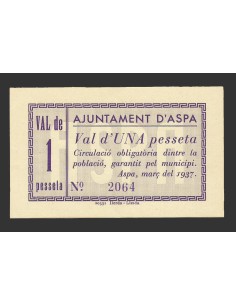 VAL de
1
pesseta
AJUNTAMENT D'ASPA
Val d'UNA pesseta
Circulació obligatòria dintre la
població, garantit pel municipi.
Aspa, març del 1937.
Nº 2064